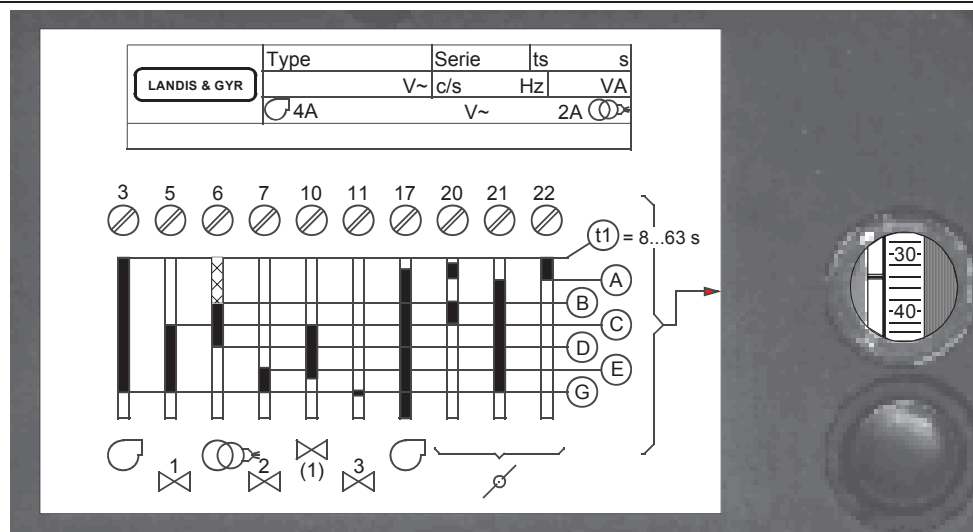 Type Serie ts s
LANDIS & GYR V~ c/s Hz VA
4A V~ 2A
3 5 6 7 10 11 17 20 21 22
t1 = 8...63 s
A
B
C
D
E
G
1 2 (1) 3
-30-
-40-